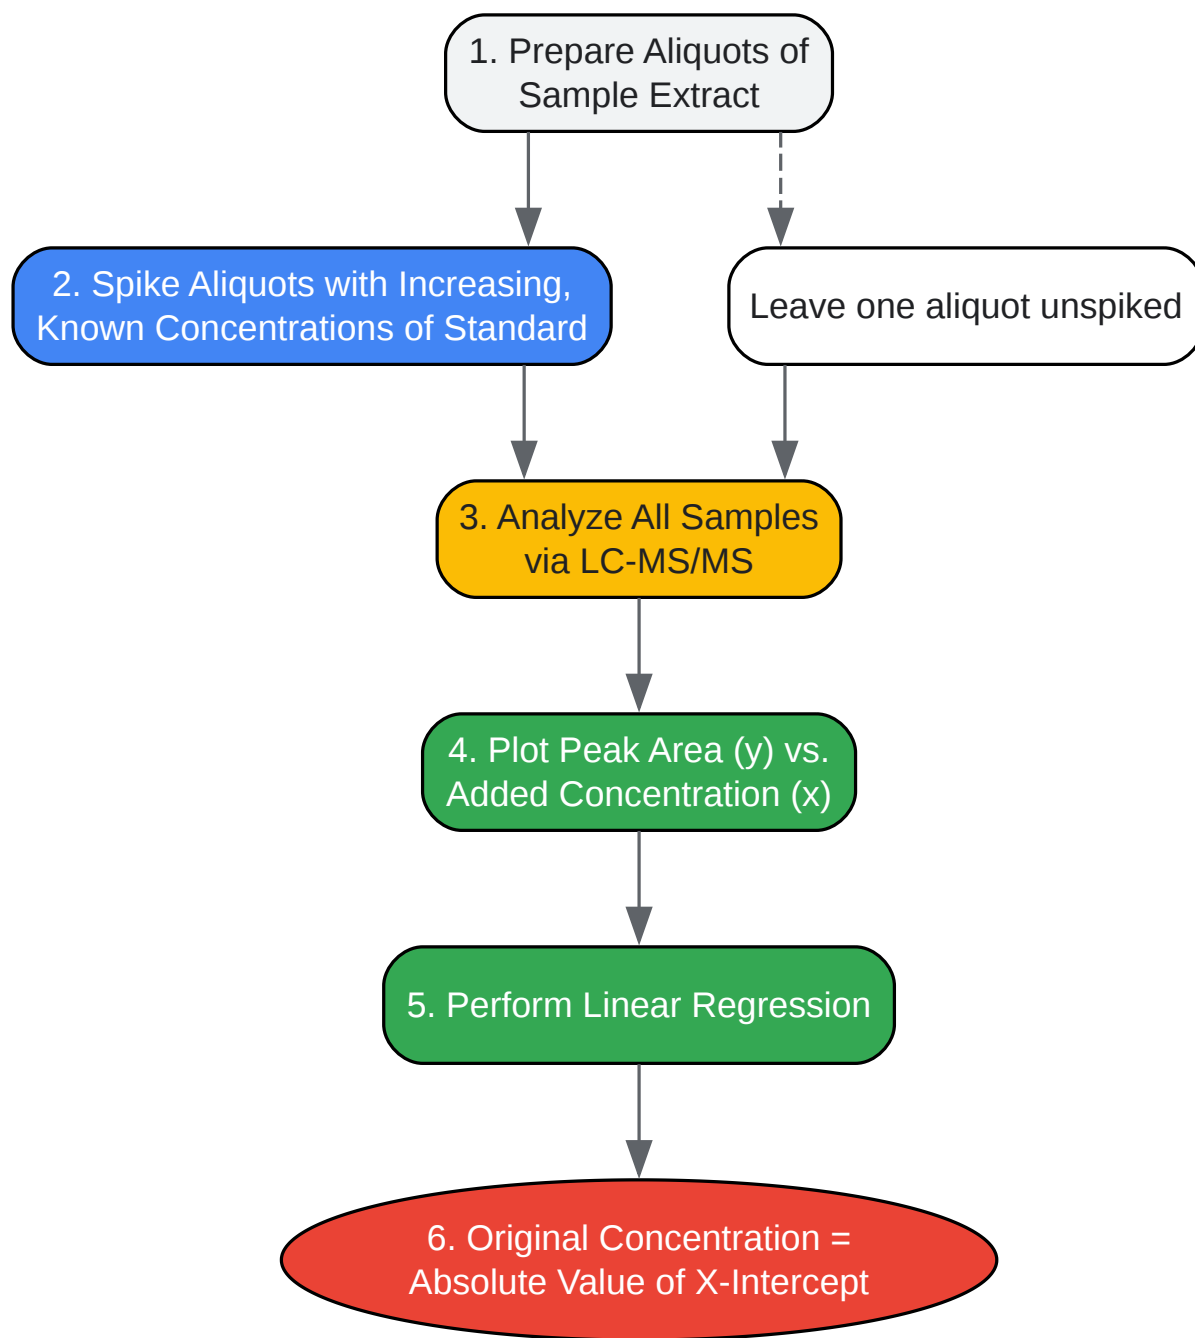 1. Prepare Aliquots of
Sample Extract
2. Spike Aliquots with Increasing,
Known Concentrations of Standard
Leave one aliquot unspiked
3. Analyze All Samples
via LC-MS/MS
4. Plot Peak Area (y) vs.
Added Concentration (x)
5. Perform Linear Regression
6. Original Concentration =
Absolute Value of X-Intercept